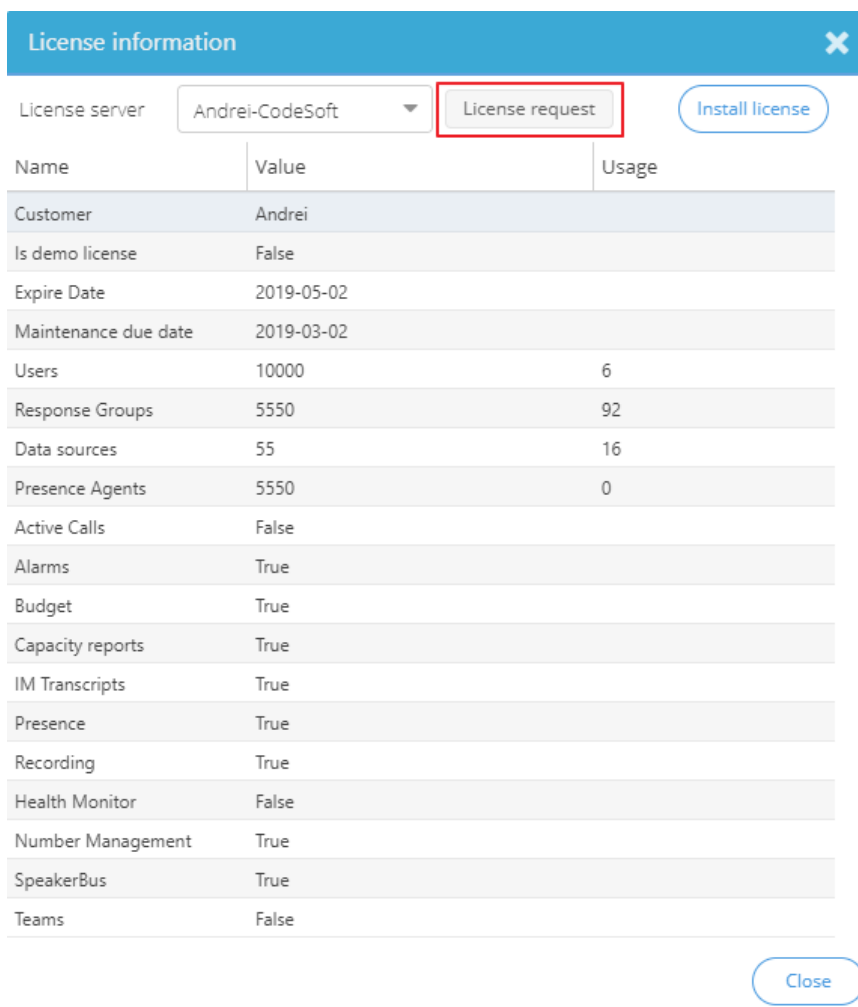 License information
License server Andrei-CodeSoft License request Install license
Name Value Usage
Customer Andrei
Is demo license False
Expire Date 2019-05-02
Maintenance due date 2019-03-02
Users 10000 6
Response Groups 5550 92
Data sources 55 16
Presence Agents 5550 0
Active Calls False
Alarms True
Budget True
Capacity reports True
IM Transcripts True
Presence True
Recording True
Health Monitor False
Number Management True
SpeakerBus True
Teams False
Close